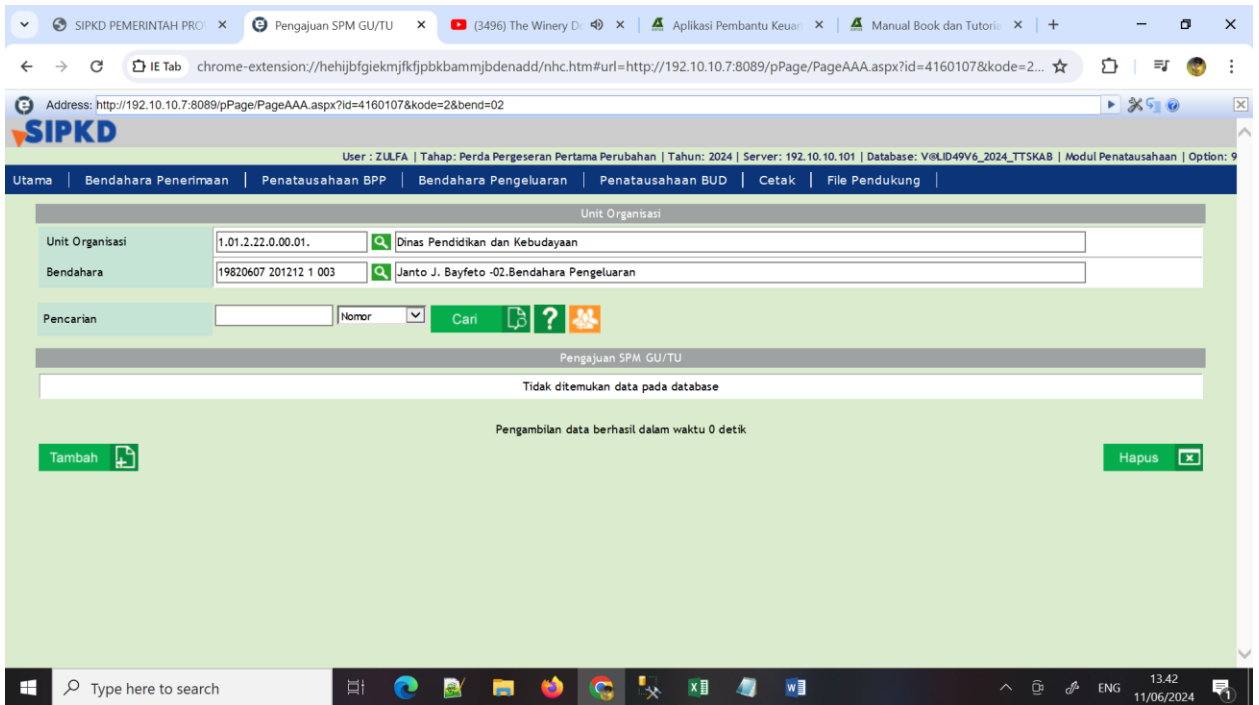 SIPKD PEMERINTAH PRO
Pengajuan SPM GU/TU
(3496) The Winery Do
Aplikasi Pembantu Keuan
Manual Book dan Tutoria
IE Tab
chrome-extension://hehijbfgiekmjfkfjpbkbammjbdenadd/nhc.htm#url=http://192.10.10.7:8089/pPage/PageAAA.aspx?id=4160107&kode=2...
Address: http://192.10.10.7:8089/pPage/PageAAA.aspx?id=4160107&kode=2&bend=02
SIPKD
User : ZULFA | Tahap: Perda Pergeseran Pertama Perubahan | Tahun: 2024 | Server: 192.10.10.101 | Database: V@LID49V6_2024_TTSKAB | Modul Penatausahaan | Option: 9
Utama | Bendahara Penerimaan | Penatausahaan BPP | Bendahara Pengeluaran | Penatausahaan BUD | Cetak | File Pendukung |
Unit Organisasi
Unit Organisasi 1.01.2.22.0.00.01. Dinas Pendidikan dan Kebudayaan
Bendahara 19820607 201212 1 003 Janto J. Bayfeto -02.Bendahara Pengeluaran
Pencarian Nomor Cari ?
Pengajuan SPM GU/TU
Tidak ditemukan data pada database
Pengambilan data berhasil dalam waktu 0 detik
Tambah Hapus
Type here to search
ENG
13.42
11/06/2024
1